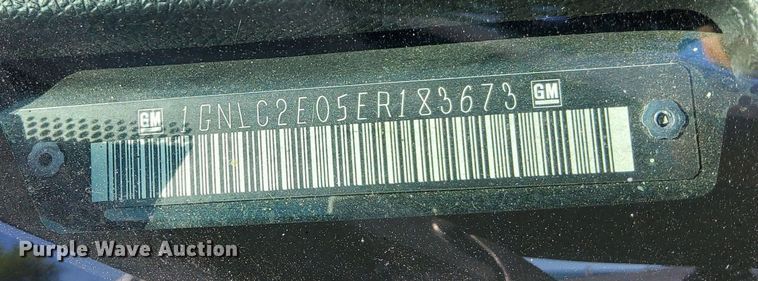 GM 1GNLC2E05ER183673 GM
Purple Wave Auction